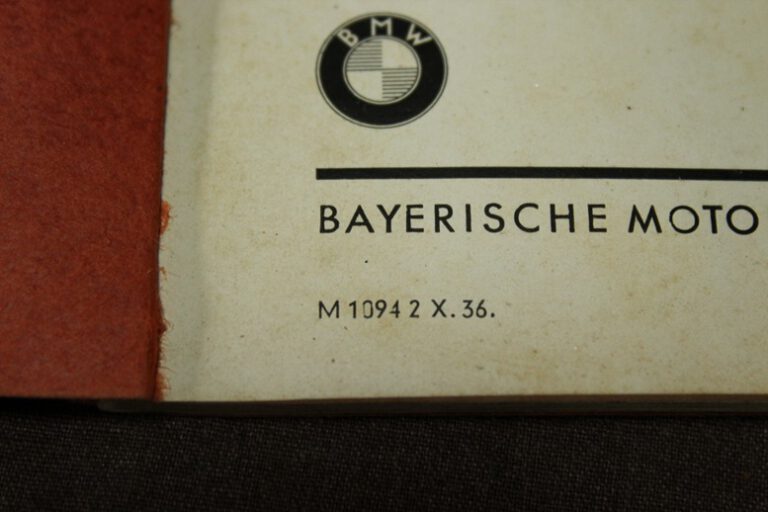 BMW
BAYERISCHE MOTO
M 1094 2 X. 36.